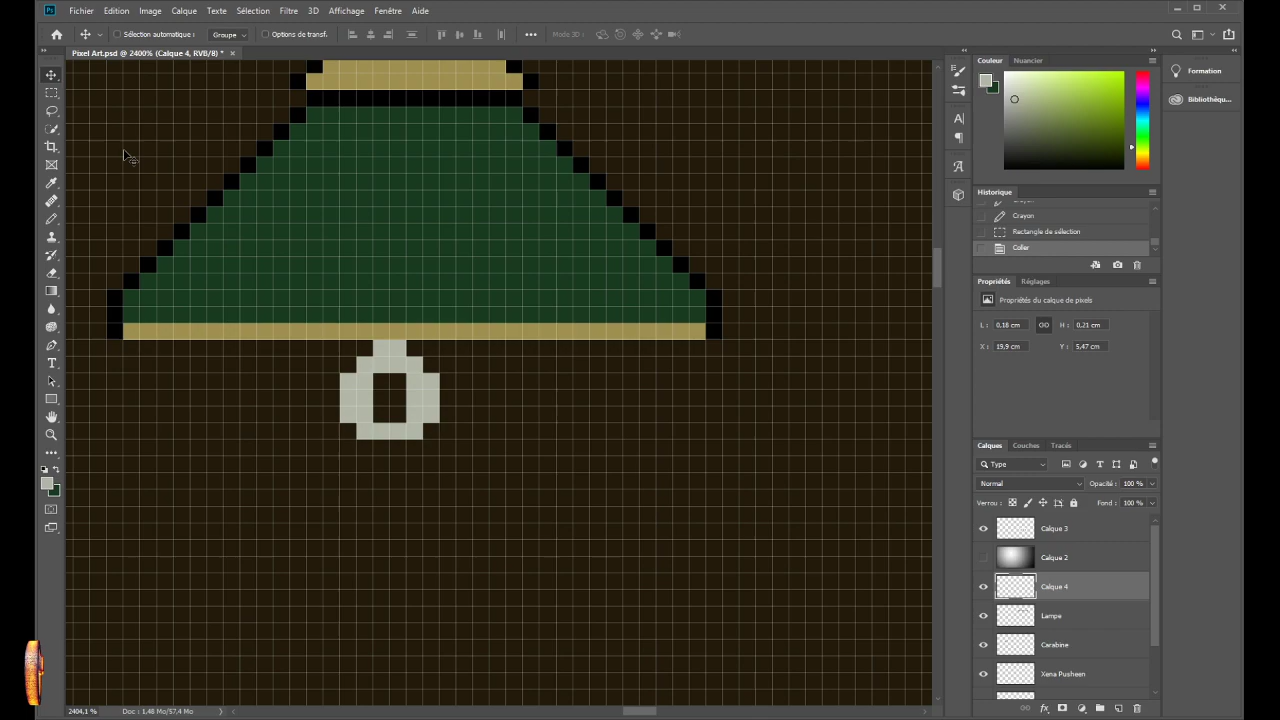 Ps Fichier Edition Image Calque Texte Sélection Filtre 3D Affichage Fenêtre Aide
Sélection automatique : Groupe Options de transf. Mode 3D :
Pixel Art.psd @ 2400% (Calque 4, RVB/8) *
Couleur Nuancier
Formation
Bibliothèqu...
Historique
Crayon
Rectangle de sélection
Coller
Propriétés Réglages
Propriétés du calque de pixels
L : 0,18 cm H : 0,21 cm
X : 19,9 cm Y : 5,47 cm
Calques Couches Tracés
Type
Normal Opacité : 100 %
Verrou : Fond : 100 %
Calque 3
Calque 2
Calque 4
Lampe
Carabine
Xena Pusheen
2404,1 % Doc : 1,48 Mo/57,4 Mo